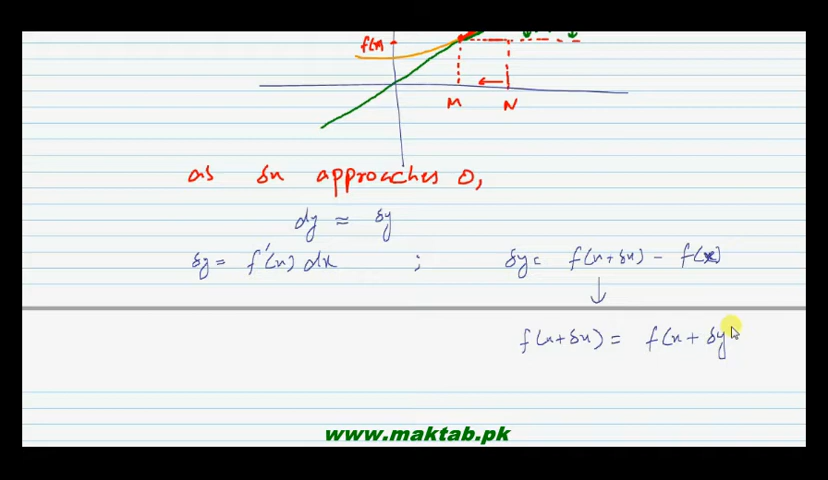 f(x)
M N
as δx approaches 0,
dy ≈ δy
δy = f'(x) dx ; δy = f(x+δx) - f(x)
f(x+δx) = f(x + δy
www.maktab.pk